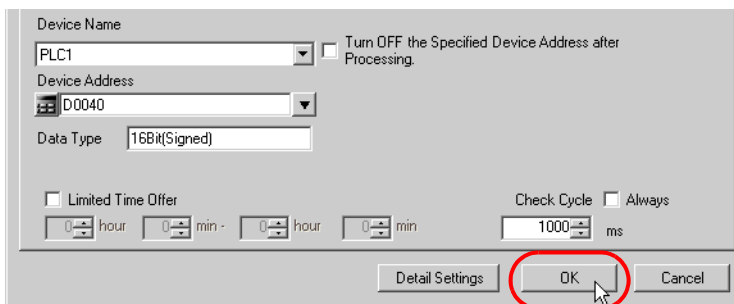 Device Name
PLC1
Turn OFF the Specified Device Address after
Processing.
Device Address
D0040
Data Type 16Bit(Signed)
Limited Time Offer
Check Cycle Always
0 hour 0 min - 0 hour 0 min
1000 ms
Detail Settings OK Cancel